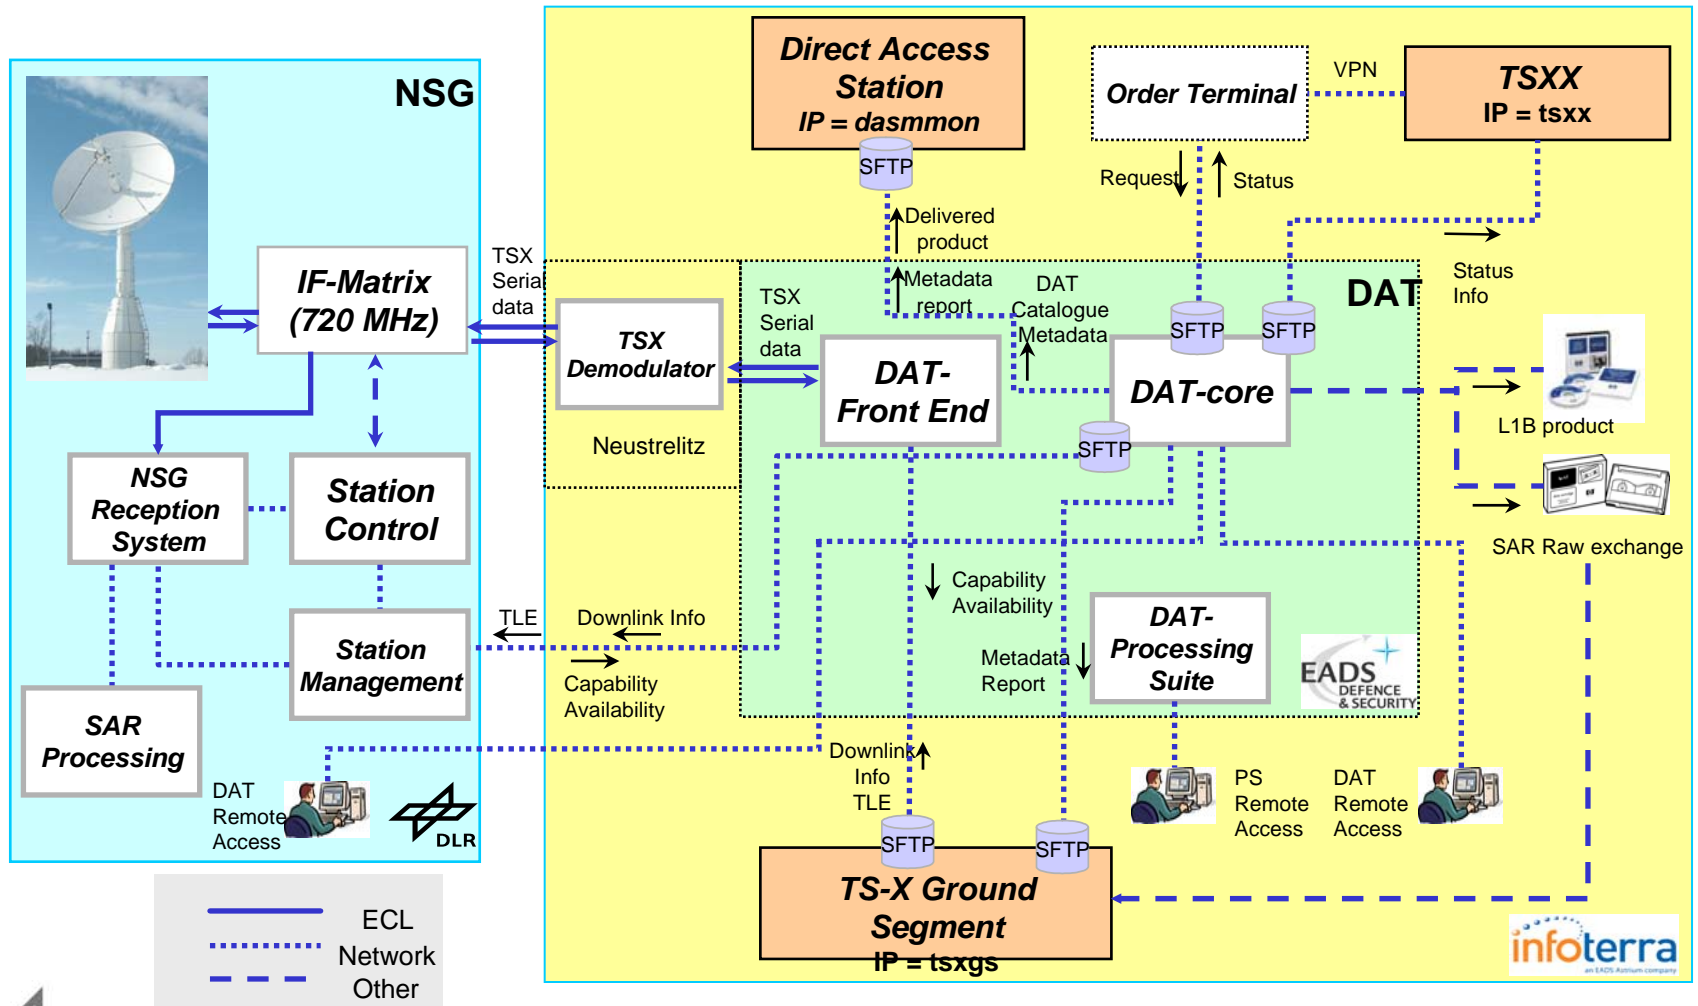 NSG
IF-Matrix
(720 MHz)
NSG
Reception
System
Station
Control
Station
Management
SAR
Processing
DAT
Remote
Access
DLR
ECL
Network
Other
TSX
Serial
data
TLE
Downlink Info
Capability
Availability
TSX
Demodulator
Neustrelitz
TSX
Serial
data
Direct Access
Station
IP = dasmmon
SFTP
Delivered
product
Metadata
report
DAT
Catalogue
Metadata
Order Terminal
VPN
TSXX
IP = tsxx
Request
Status
Status
Info
DAT
SFTP
SFTP
DAT-
Front End
DAT-core
SFTP
L1B product
SAR Raw exchange
Capability
Availability
Metadata
Report
DAT-
Processing
Suite
EADS
DEFENCE
& SECURITY
Downlink
Info
TLE
PS
Remote
Access
DAT
Remote
Access
SFTP
SFTP
TS-X Ground
Segment
IP = tsxgs
infoterra
an EADS Astrium company